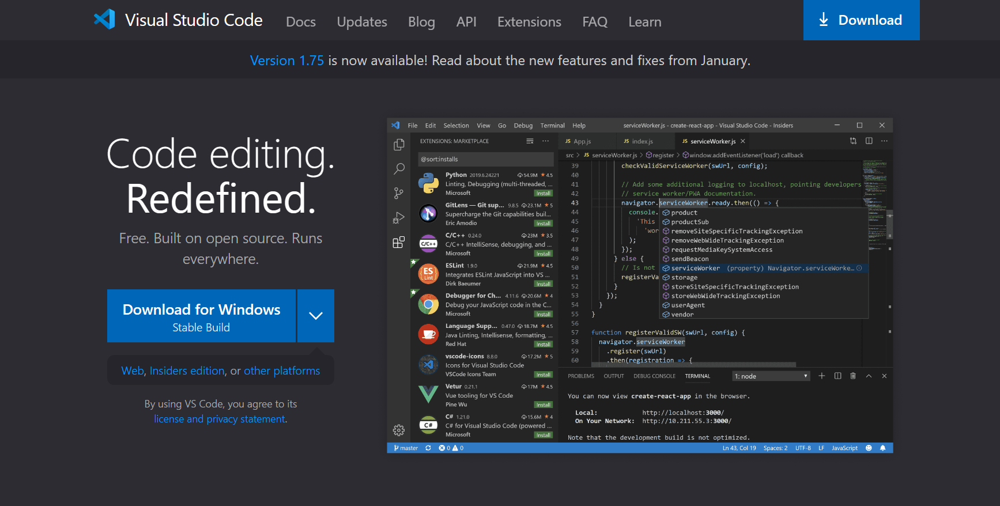 Visual Studio Code Docs Updates Blog API Extensions FAQ Learn Download
Version 1.75 is now available! Read about the new features and fixes from January.
Code editing.
Redefined.
Free. Built on open source. Runs
everywhere.
Download for Windows
Stable Build
Web, Insiders edition, or other platforms
By using VS Code, you agree to its
license and privacy statement.
File Edit Selection View Go Debug Terminal Help serviceWorker.js - create-react-app - Visual Studio Code - Insiders
EXTENSIONS: MARKETPLACE
@sort:installs
Python 2019.6.24221 54.9M ★ 4.5
Linting, Debugging (multi-threaded, ...
Microsoft Install
GitLens — Git sup... 9.8.5 23.1M ★ 5
Supercharge the Git capabilities buil...
Eric Amodio Install
C/C++ C/C++ 0.24.0 23M ★ 3.5
C/C++ IntelliSense, debugging, and ...
Microsoft Install
ES Lint ESLint 1.9.0 21.9M ★ 4.5
Integrates ESLint JavaScript into VS ...
Dirk Baeumer Install
Debugger for Ch... 4.11.6 20.6M ★ 4
Debug your JavaScript code in the C...
Microsoft Install
Language Supp... 0.47.0 18.7M ★ 4.5
Java Linting, Intellisense, formatting, ...
Red Hat Install
vscode-icons 8.8.0 17.2M ★ 5
Icons for Visual Studio Code
VSCode Icons Team Install
Vetur 0.21.1 17M ★ 4.5
Vue tooling for VS Code
Pine Wu Install
C# C# 1.21.0 15.6M ★ 4
C# for Visual Studio Code (powered ...
Microsoft Install
JS App.js JS index.js JS serviceWorker.js
src > JS serviceWorker.js > register > window.addEventListener('load') callback
39 checkValidServiceWorker(swUrl, config);
40
41 // Add some additional logging to localhost, pointing developers
42 // service worker/PWA documentation.
43 navigator.serviceWorker.ready.then(() => {
44 console.
45 'This
46 'wor
47 );
48 });
49 } else {
50 // Is not
51 registerVa
52 }
53 });
54 }
55 }
56
57 function registerValidSW(swUrl, config) {
58 navigator.serviceWorker
59 .register(swUrl)
60 .then(registration => {
product
productSub
removeSiteSpecificTrackingException
removeWebWideTrackingException
requestMediaKeySystemAccess
sendBeacon
serviceWorker (property) Navigator.serviceWorke...
storage
storeSiteSpecificTrackingException
storeWebWideTrackingException
userAgent
vendor
PROBLEMS OUTPUT DEBUG CONSOLE TERMINAL 1: node
You can now view create-react-app in the browser.
Local: http://localhost:3000/
On Your Network: http://10.211.55.3:3000/
Note that the development build is not optimized.
master 0 0 Ln 43, Col 19 Spaces: 2 UTF-8 LF JavaScript